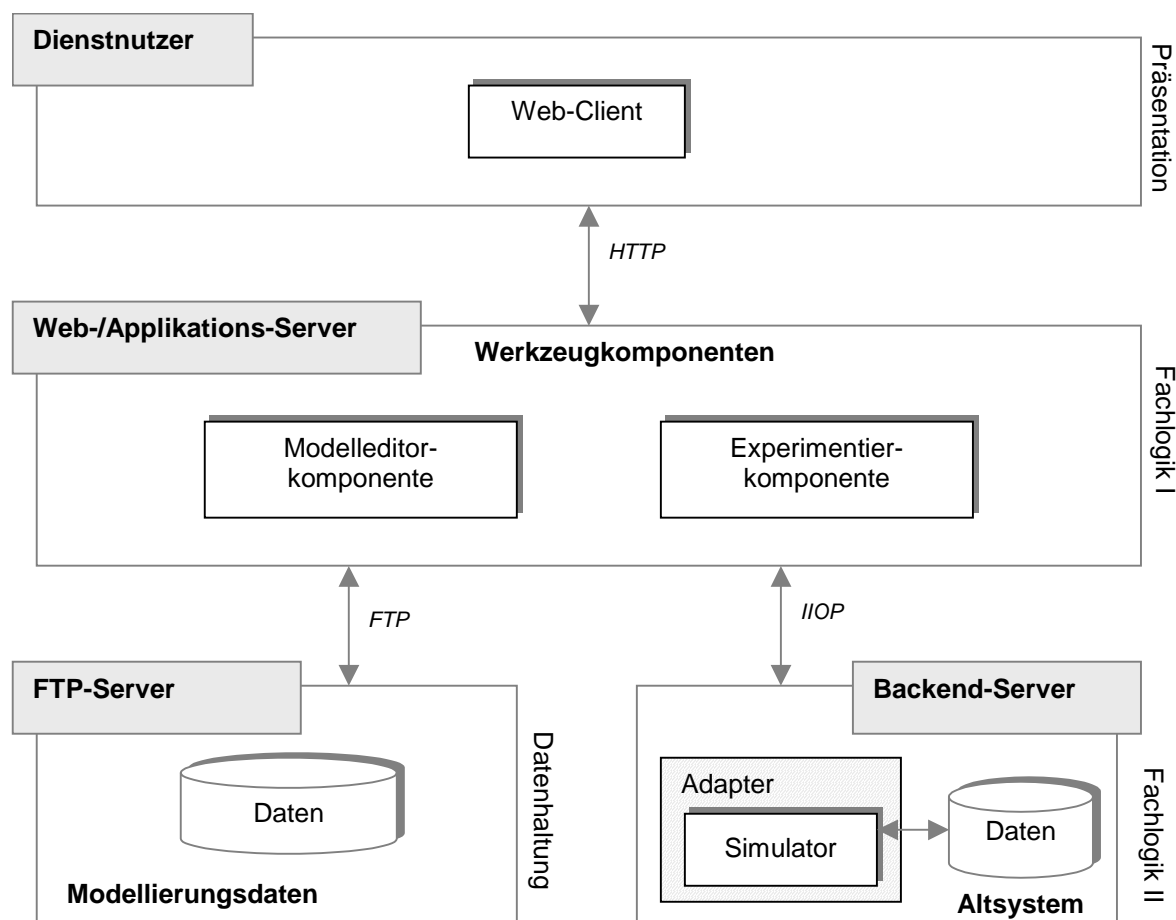 Dienstnutzer
Präsentation
Web-Client
HTTP
Web-/Applikations-Server
Werkzeugkomponenten
Fachlogik I
Modelleditor-
komponente
Experimentier-
komponente
FTP
IIOP
FTP-Server
Datenhaltung
Daten
Modellierungsdaten
Backend-Server
Fachlogik II
Adapter
Simulator
Daten
Altsystem